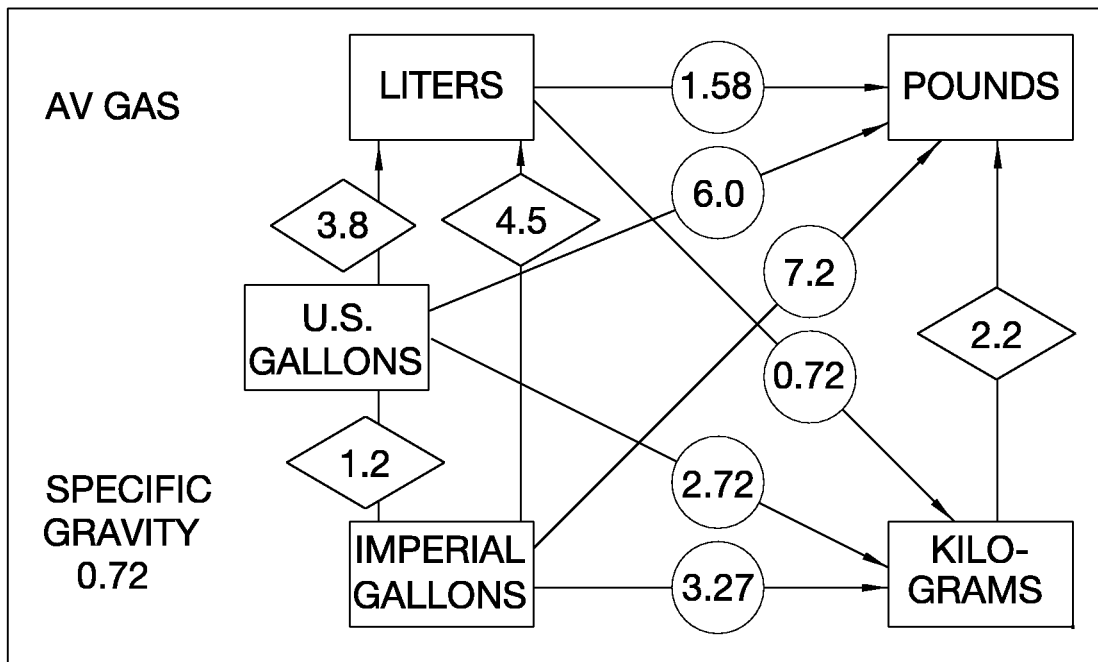 LITERS
1.58
POUNDS
AV GAS
6.0
3.8
4.5
7.2
U.S.
GALLONS
2.2
0.72
1.2
2.72
SPECIFIC
GRAVITY
0.72
IMPERIAL
GALLONS
3.27
KILO-
GRAMS